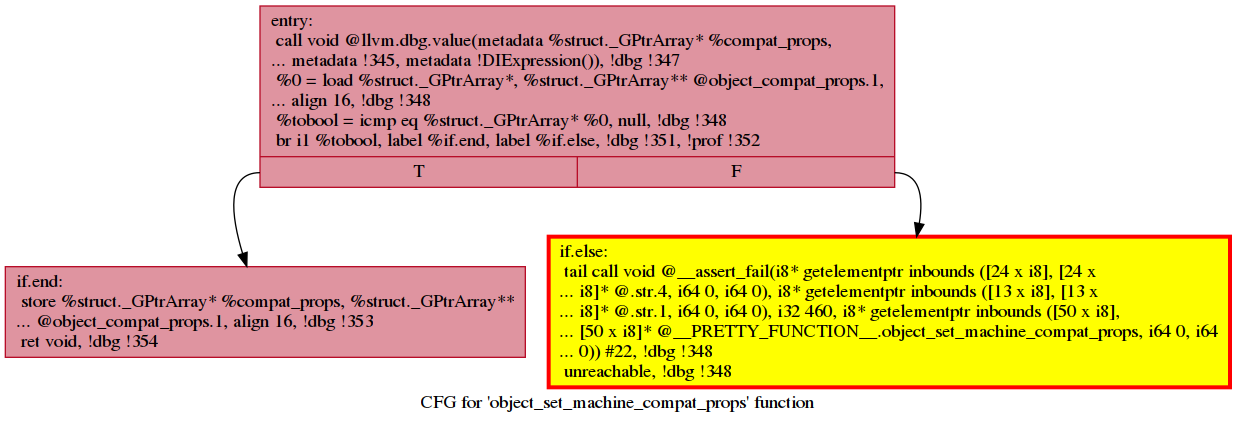 entry:
call void @llvm.dbg.value(metadata %struct._GPtrArray* %compat_props,
... metadata !345, metadata !DIExpression()), !dbg !347
%0 = load %struct._GPtrArray*, %struct._GPtrArray** @object_compat_props.1,
... align 16, !dbg !348
%tobool = icmp eq %struct._GPtrArray* %0, null, !dbg !348
br i1 %tobool, label %if.end, label %if.else, !dbg !351, !prof !352
T F
if.end:
store %struct._GPtrArray* %compat_props, %struct._GPtrArray**
... @object_compat_props.1, align 16, !dbg !353
ret void, !dbg !354
if.else:
tail call void @__assert_fail(i8* getelementptr inbounds ([24 x i8], [24 x
... i8]* @.str.4, i64 0, i64 0), i8* getelementptr inbounds ([13 x i8], [13 x
... i8]* @.str.1, i64 0, i64 0), i32 460, i8* getelementptr inbounds ([50 x i8],
... [50 x i8]* @__PRETTY_FUNCTION__.object_set_machine_compat_props, i64 0, i64
... 0)) #22, !dbg !348
unreachable, !dbg !348
CFG for 'object_set_machine_compat_props' function